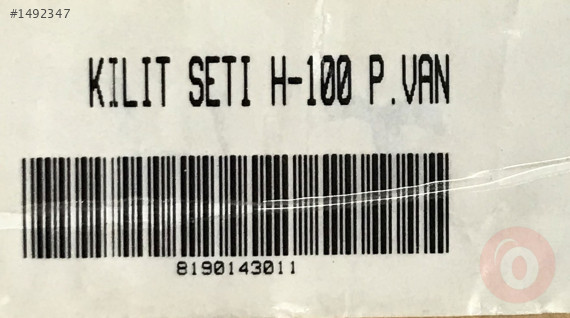 #1492347
KILIT SETI H-100 P.VAN
8190143011